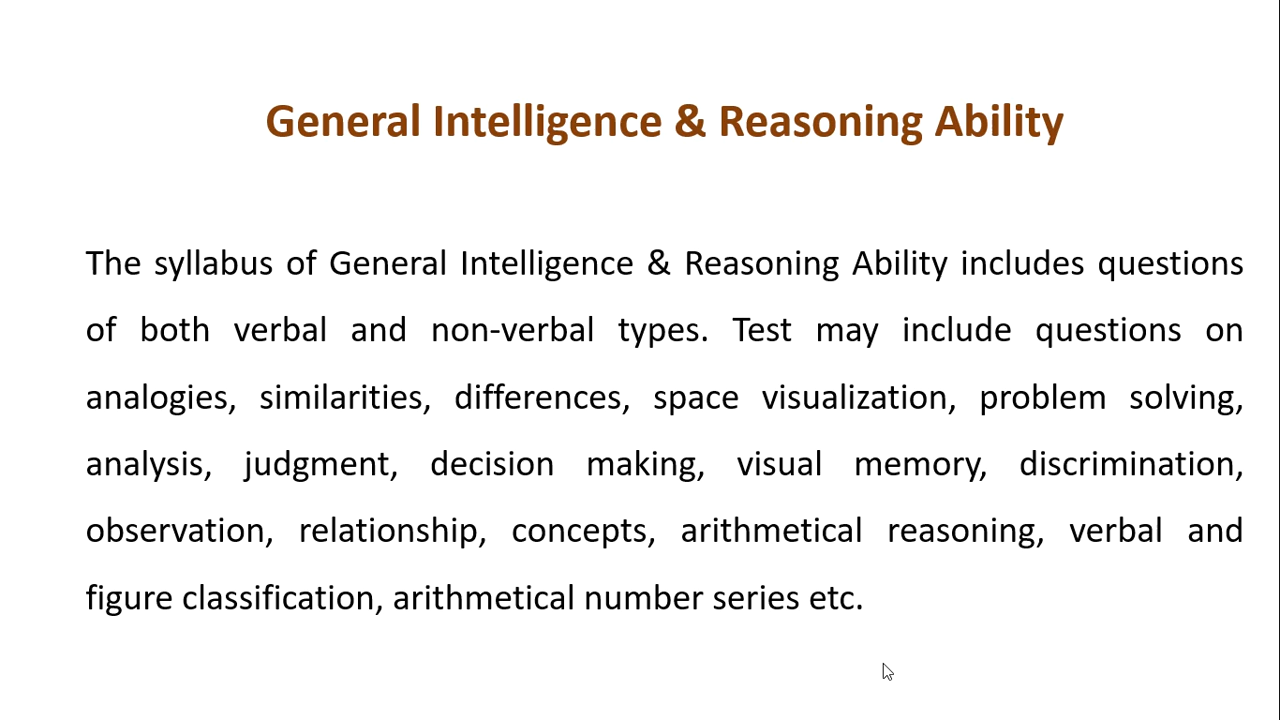 General Intelligence & Reasoning Ability
The syllabus of General Intelligence & Reasoning Ability includes questions
of both verbal and non-verbal types. Test may include questions on
analogies, similarities, differences, space visualization, problem solving,
analysis, judgment, decision making, visual memory, discrimination,
observation, relationship, concepts, arithmetical reasoning, verbal and
figure classification, arithmetical number series etc.